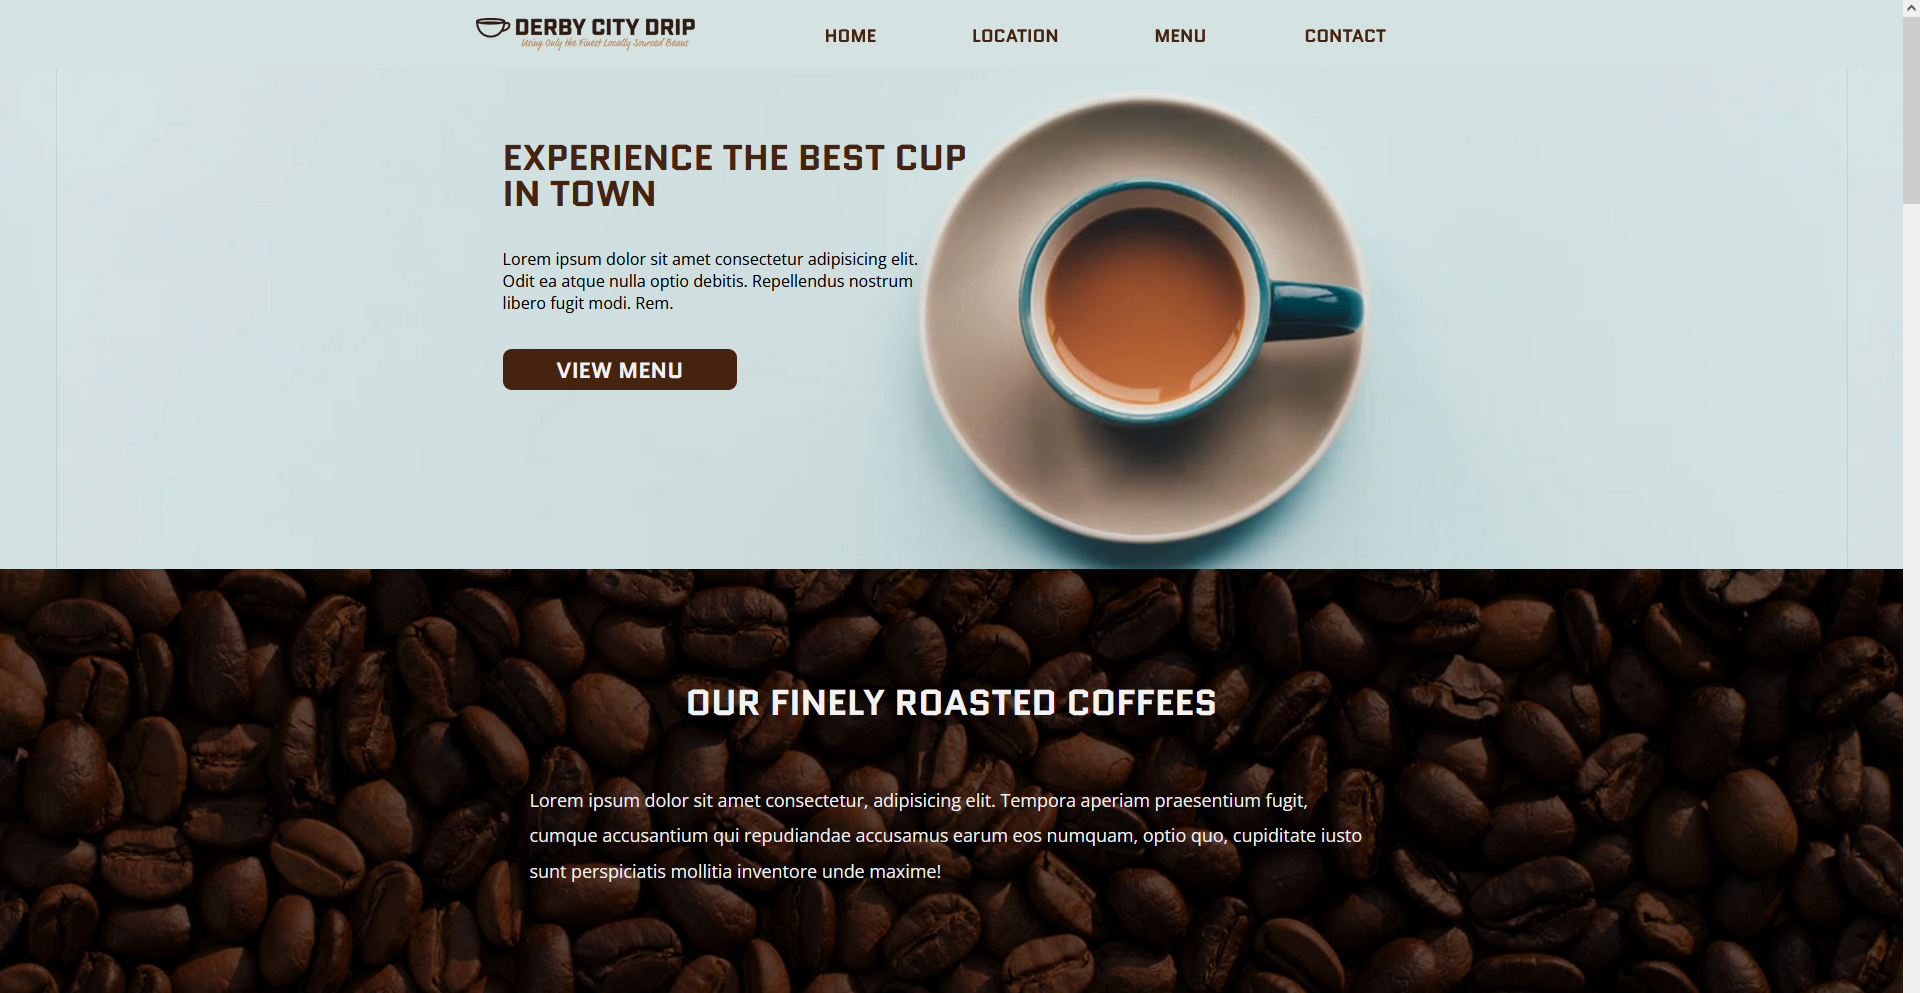 DERBY CITY DRIP
Using Only the Finest Locally Sourced Beans
HOME
LOCATION
MENU
CONTACT
EXPERIENCE THE BEST CUP
IN TOWN
Lorem ipsum dolor sit amet consectetur adipisicing elit.
Odit ea atque nulla optio debitis. Repellendus nostrum
libero fugit modi. Rem.
VIEW MENU
OUR FINELY ROASTED COFFEES
Lorem ipsum dolor sit amet consectetur, adipisicing elit. Tempora aperiam praesentium fugit,
cumque accusantium qui repudiandae accusamus earum eos numquam, optio quo, cupiditate iusto
sunt perspiciatis mollitia inventore unde maxime!